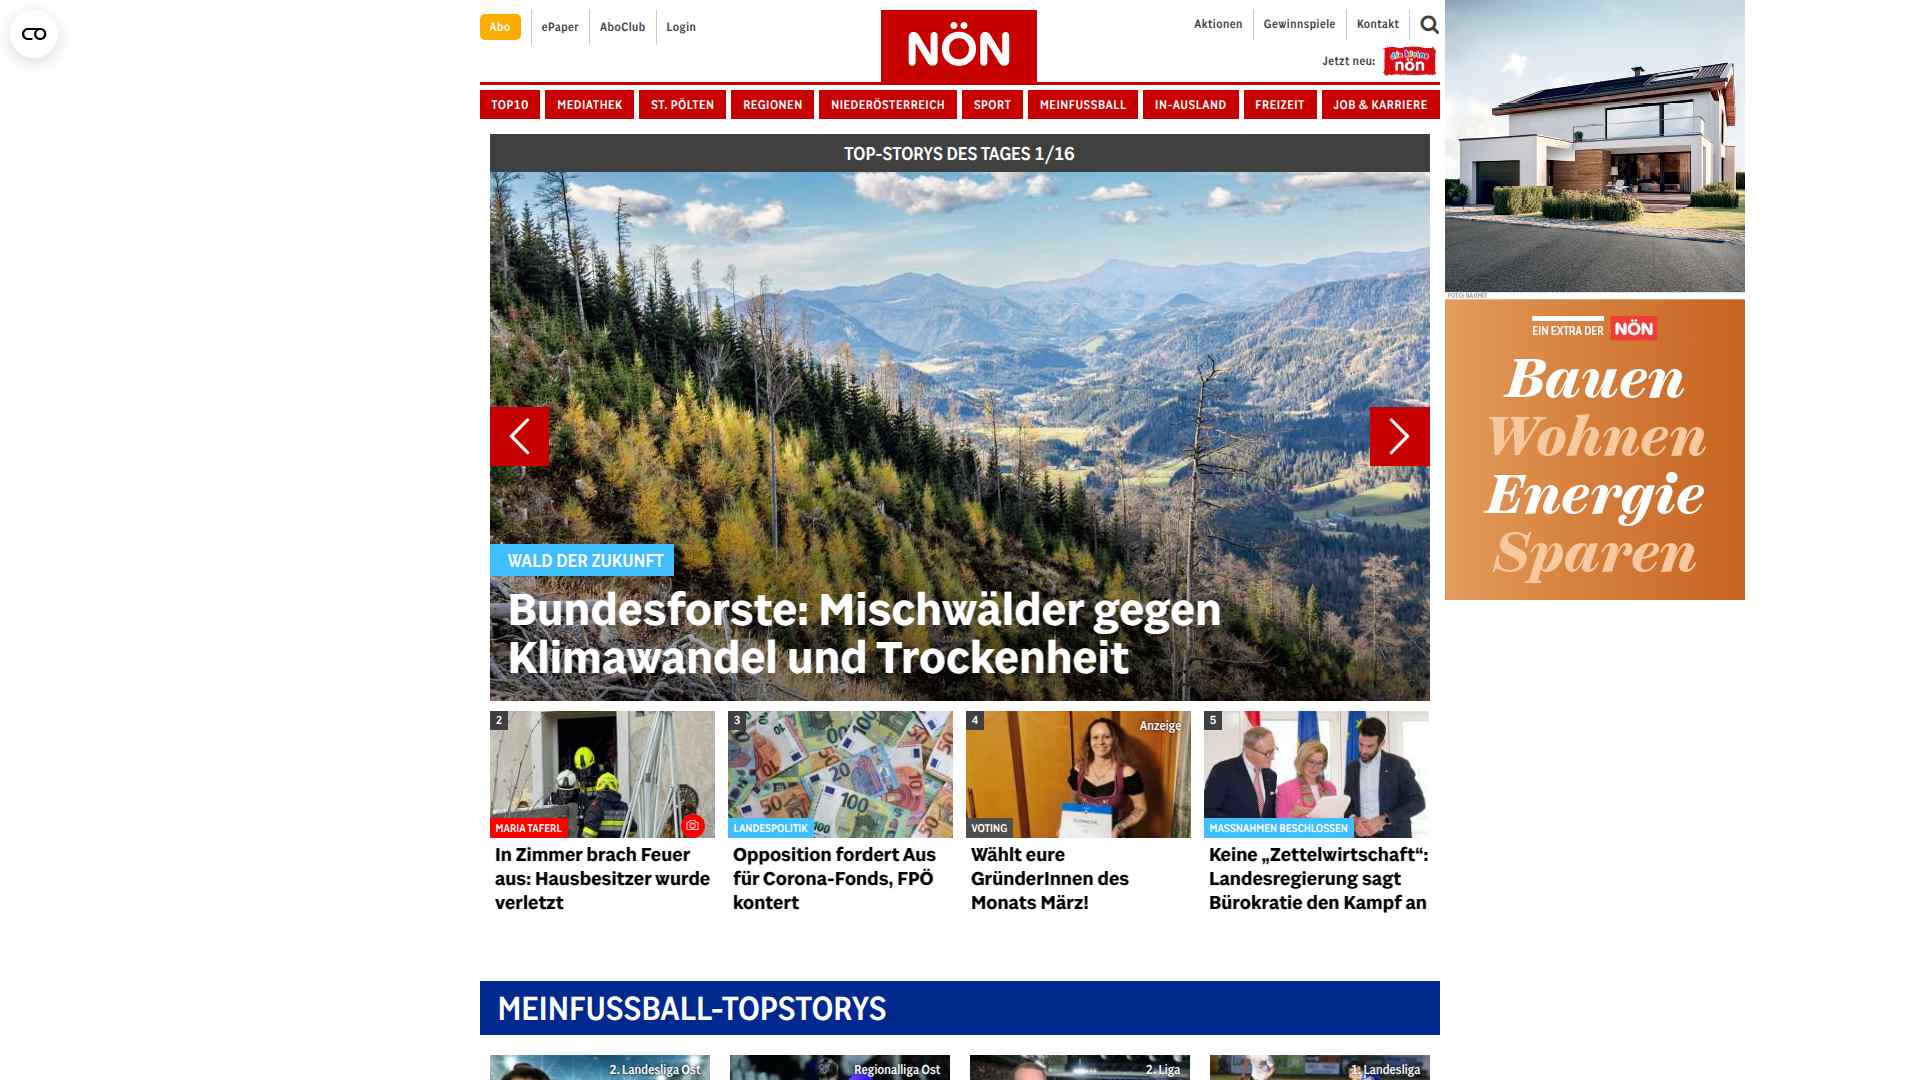 Abo
ePaper
AboClub
Login
NÖN
Aktionen
Gewinnspiele
Kontakt
Jetzt neu:
die kleine
nön
TOP10
MEDIATHEK
ST. PÖLTEN
REGIONEN
NIEDERÖSTERREICH
SPORT
MEINFUSSBALL
IN-AUSLAND
FREIZEIT
JOB & KARRIERE
TOP-STORYS DES TAGES 1/16
WALD DER ZUKUNFT
Bundesforste: Mischwälder gegen
Klimawandel und Trockenheit
EIN EXTRA DER NÖN
Bauen
Wohnen
Energie
Sparen
2
MARIA TAFERL
In Zimmer brach Feuer
aus: Hausbesitzer wurde
verletzt
3
LANDESPOLITIK
Opposition fordert Aus
für Corona-Fonds, FPÖ
kontert
4
Anzeige
VOTING
Wählt eure
GründerInnen des
Monats März!
5
MASSNAHMEN BESCHLOSSEN
Keine „Zettelwirtschaft“:
Landesregierung sagt
Bürokratie den Kampf an
MEINFUSSBALL-TOPSTORYS
2. Landesliga Ost
Regionalliga Ost
2. Liga
1. Landesliga